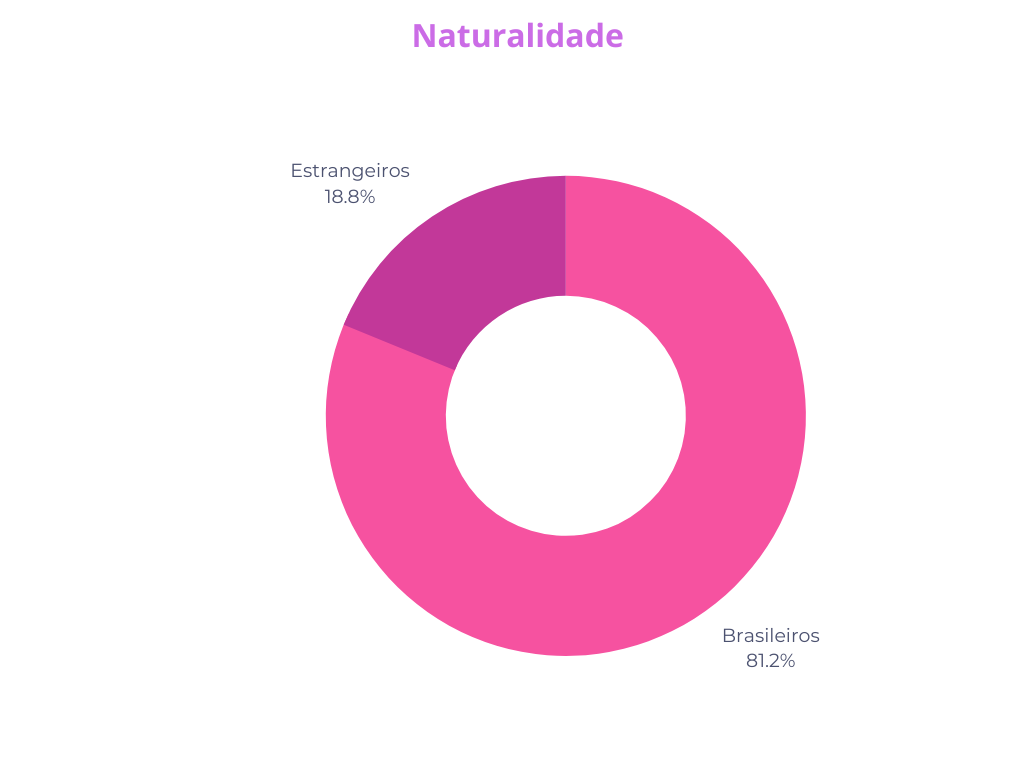 Naturalidade
Estrangeiros
18.8%
Brasileiros
81.2%